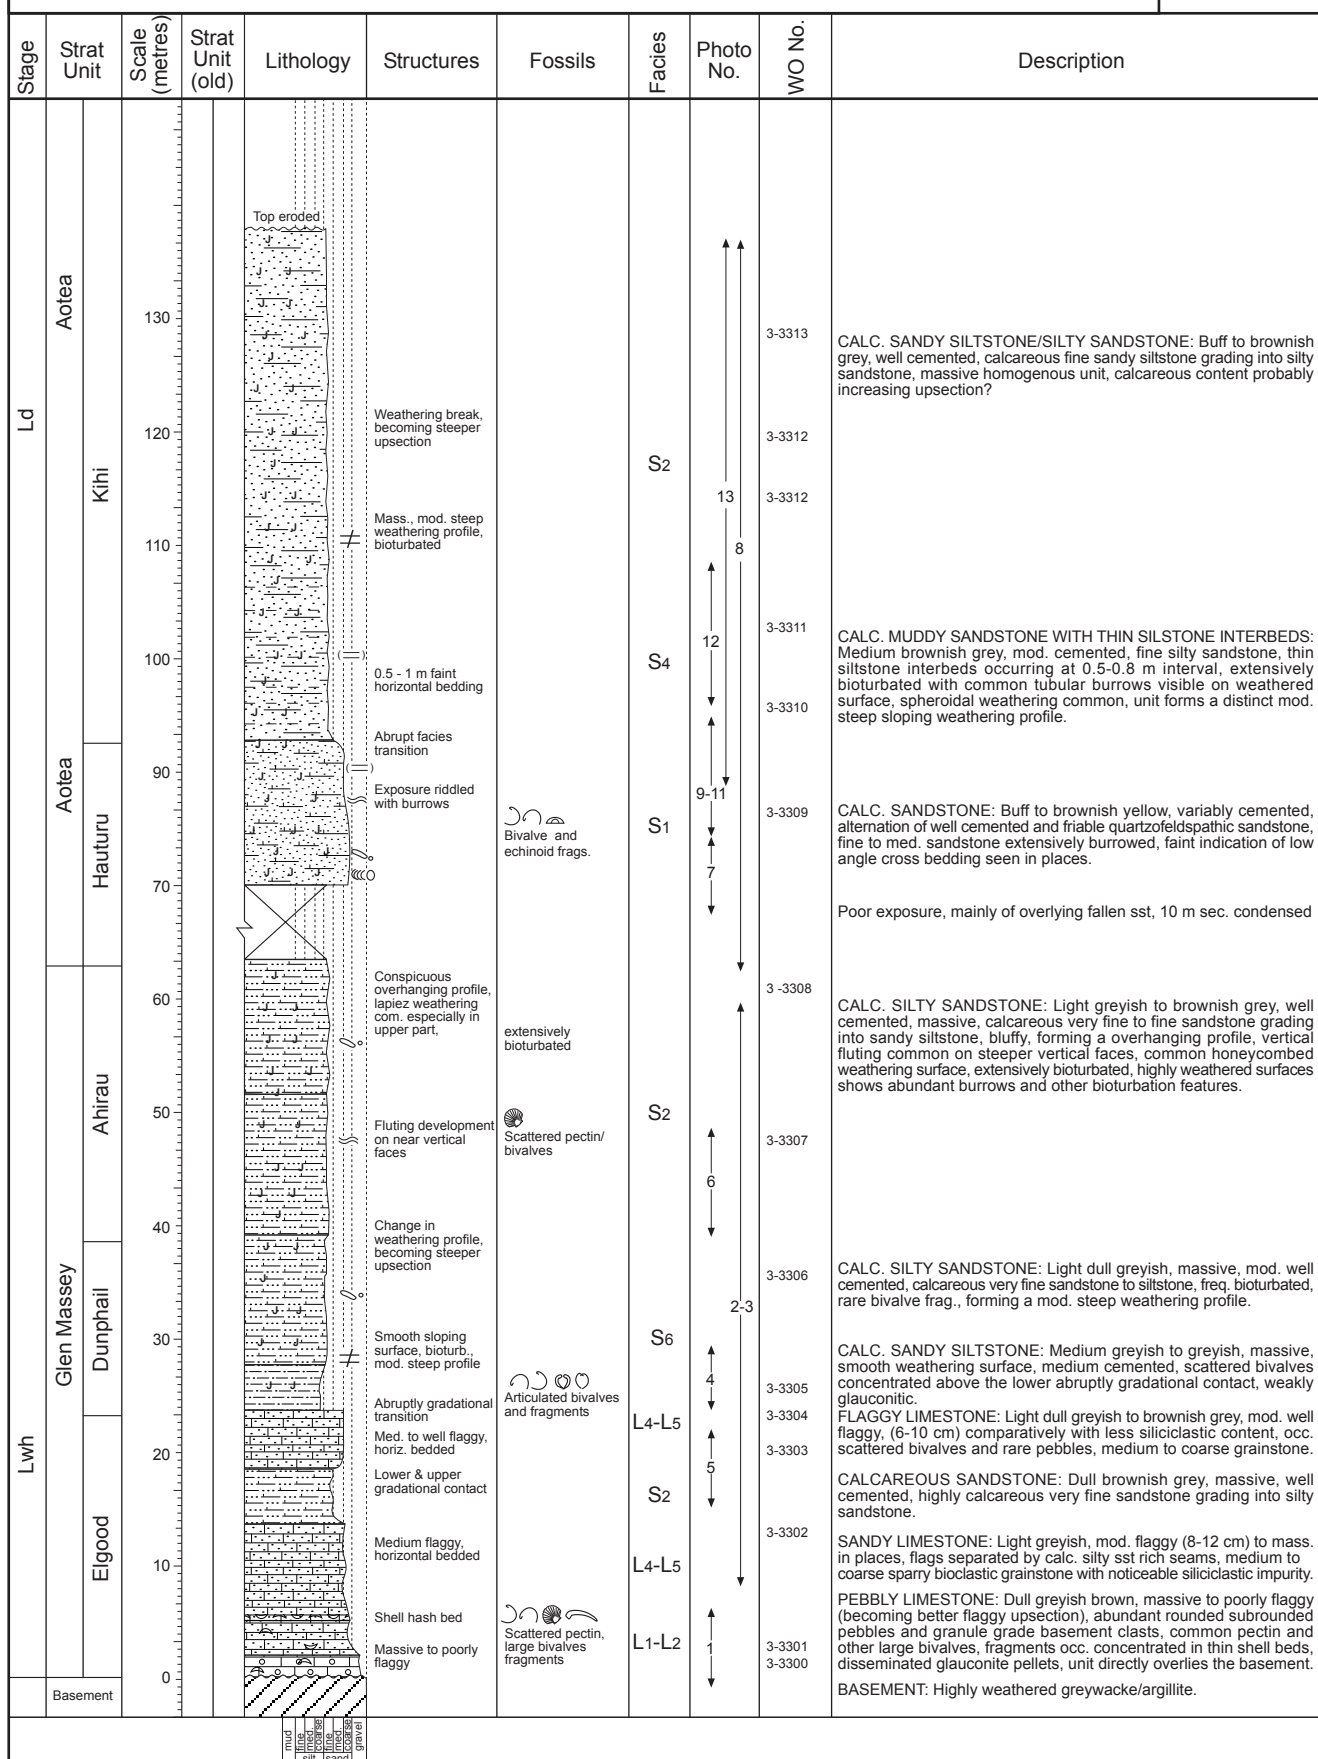 Stage
Strat
Unit
Scale
(metres)
Strat
Unit
(old)
Lithology
Structures
Fossils
Facies
Photo
No.
WO No.
Description
Ld
Lwh
Aotea
Aotea
Glen Massey
Basement
Kihi
Hauturu
Ahirau
Dunphail
Elgood
130
120
110
100
90
70
60
50
40
30
20
10
0
Top eroded
Weathering break,
becoming steeper
upsection
Mass., mod. steep
weathering profile,
bioturbated
0.5 - 1 m faint
horizontal bedding
Abrupt facies
transition
Exposure riddled
with burrows
Conspicuous
overhanging profile,
lapiez weathering
com. especially in
upper part,
Fluting development
on near vertical
faces
Change in
weathering profile,
becoming steeper
upsection
Smooth sloping
surface, bioturb.,
mod. steep profile
Abruptly gradational
transition
Med. to well flaggy,
horiz. bedded
Lower & upper
gradational contact
Medium flaggy,
horizontal bedded
Shell hash bed
Massive to poorly
flaggy
Bivalve and
echinoid frags.
extensively
bioturbated
Scattered pectin/
bivalves
Articulated bivalves
and fragments
Scattered pectin,
large bivalves
fragments
S2
S4
S1
S2
S6
L4-L5
S2
L4-L5
L1-L2
13
8
12
9-11
7
6
2-3
4
5
1
3-3313
3-3312
3-3312
3-3311
3-3310
3-3309
3 -3308
3-3307
3-3306
3-3305
3-3304
3-3303
3-3302
3-3301
3-3300
CALC. SANDY SILTSTONE/SILTY SANDSTONE: Buff to brownish
grey, well cemented, calcareous fine sandy siltstone grading into silty
sandstone, massive homogenous unit, calcareous content probably
increasing upsection?
CALC. MUDDY SANDSTONE WITH THIN SILSTONE INTERBEDS:
Medium brownish grey, mod. cemented, fine silty sandstone, thin
siltstone interbeds occurring at 0.5-0.8 m interval, extensively
bioturbated with common tubular burrows visible on weathered
surface, spheroidal weathering common, unit forms a distinct mod.
steep sloping weathering profile.
CALC. SANDSTONE: Buff to brownish yellow, variably cemented,
alternation of well cemented and friable quartzofeldspathic sandstone,
fine to med. sandstone extensively burrowed, faint indication of low
angle cross bedding seen in places.
Poor exposure, mainly of overlying fallen sst, 10 m sec. condensed
CALC. SILTY SANDSTONE: Light greyish to brownish grey, well
cemented, massive, calcareous very fine to fine sandstone grading
into sandy siltstone, bluffy, forming a overhanging profile, vertical
fluting common on steeper vertical faces, common honeycombed
weathering surface, extensively bioturbated, highly weathered surfaces
shows abundant burrows and other bioturbation features.
CALC. SILTY SANDSTONE: Light dull greyish, massive, mod. well
cemented, calcareous very fine sandstone to siltstone, freq. bioturbated,
rare bivalve frag., forming a mod. steep weathering profile.
CALC. SANDY SILTSTONE: Medium greyish to greyish, massive,
smooth weathering surface, medium cemented, scattered bivalves
concentrated above the lower abruptly gradational contact, weakly
glauconitic.
FLAGGY LIMESTONE: Light dull greyish to brownish grey, mod. well
flaggy, (6-10 cm) comparatively with less siliciclastic content, occ.
scattered bivalves and rare pebbles, medium to coarse grainstone.
CALCAREOUS SANDSTONE: Dull brownish grey, massive, well
cemented, highly calcareous very fine sandstone grading into silty
sandstone.
SANDY LIMESTONE: Light greyish, mod. flaggy (8-12 cm) to mass.
in places, flags separated by calc. silty sst rich seams, medium to
coarse sparry bioclastic grainstone with noticeable siliciclastic impurity.
PEBBLY LIMESTONE: Dull greyish brown, massive to poorly flaggy
(becoming better flaggy upsection), abundant rounded subrounded
pebbles and granule grade basement clasts, common pectin and
other large bivalves, fragments occ. concentrated in thin shell beds,
disseminated glauconite pellets, unit directly overlies the basement.
BASEMENT: Highly weathered greywacke/argillite.
mud
fine
med.
coarse
fine
med.
coarse
gravel
silt
sand